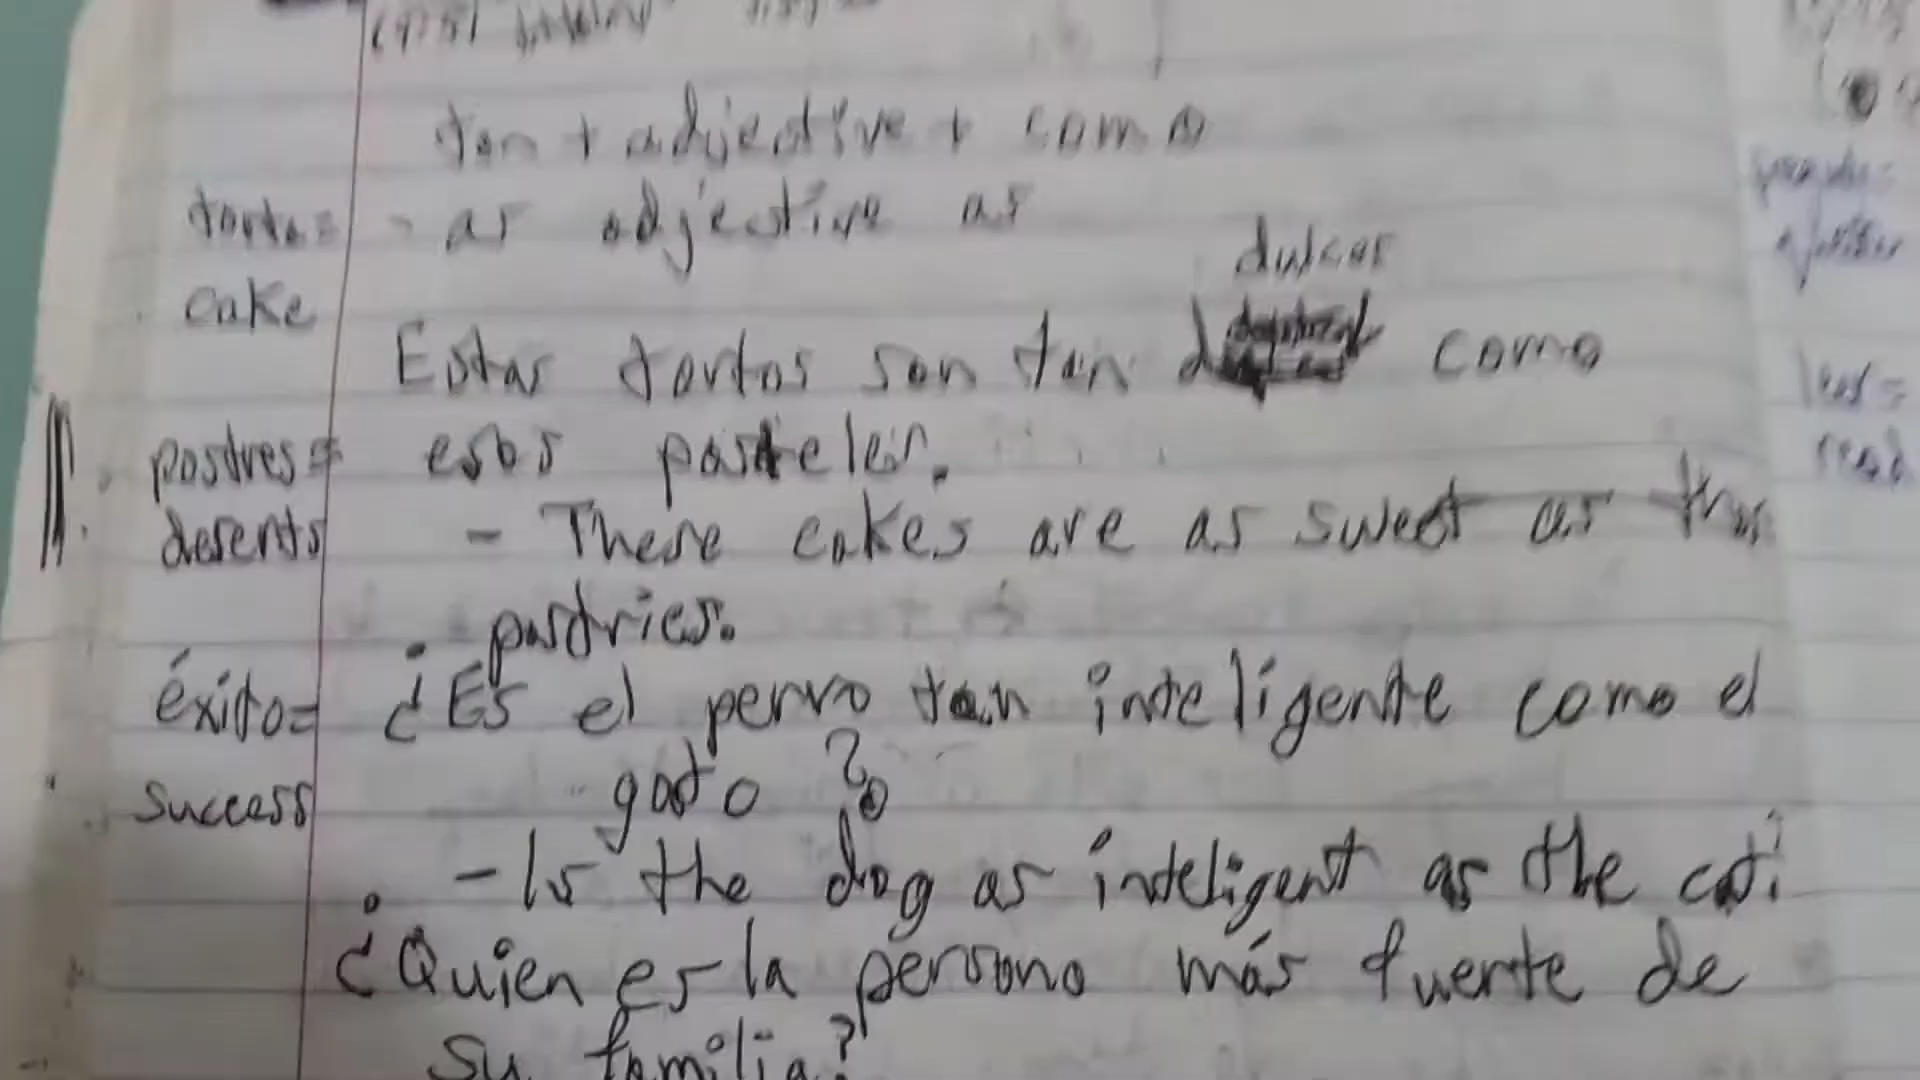 tan + adjective + como
tortas= - as adjective as
cake
dulces
Estas tortas son tan como
postres= esos pasteles.
desents - These cakes are as sweet as
pastries.
éxito= ¿Es el perro tan inteligente como el
gato?
success
- Is the dog as inteligent as the cat?
¿Quien es la persona más fuerte de
su familia?